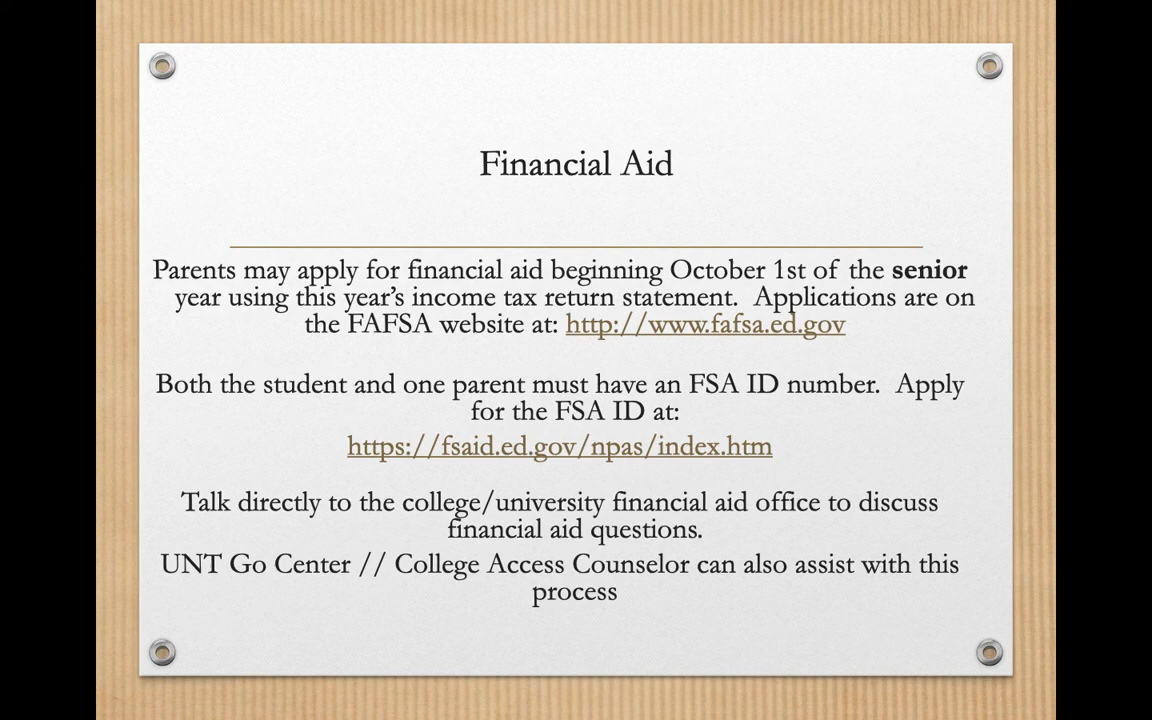 Financial Aid
Parents may apply for financial aid beginning October 1st of the senior
year using this year's income tax return statement.  Applications are on
the FAFSA website at: http://www.fafsa.ed.gov
Both the student and one parent must have an FSA ID number.  Apply
for the FSA ID at:
https://fsaid.ed.gov/npas/index.htm
Talk directly to the college/university financial aid office to discuss
financial aid questions.
UNT Go Center // College Access Counselor can also assist with this
process